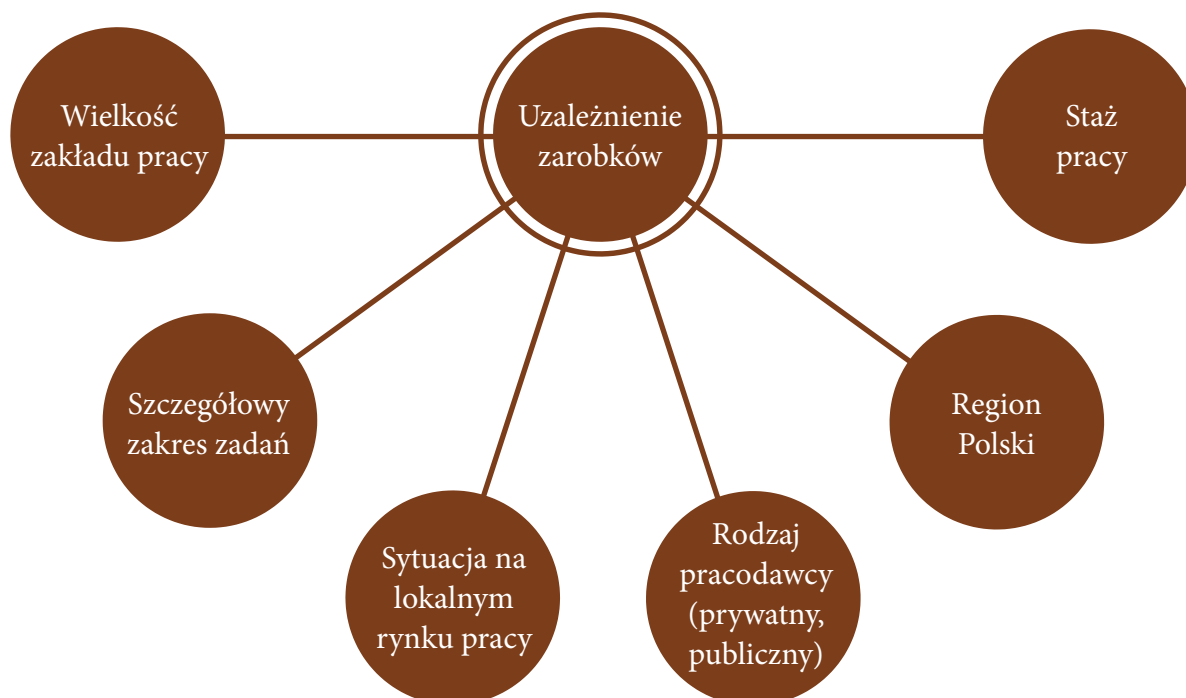 Wielkość
zakładu pracy
Uzależnienie
zarobków
Staż
pracy
Szczegółowy
zakres zadań
Region
Polski
Sytuacja na
lokalnym
rynku pracy
Rodzaj
pracodawcy
(prywatny,
publiczny)